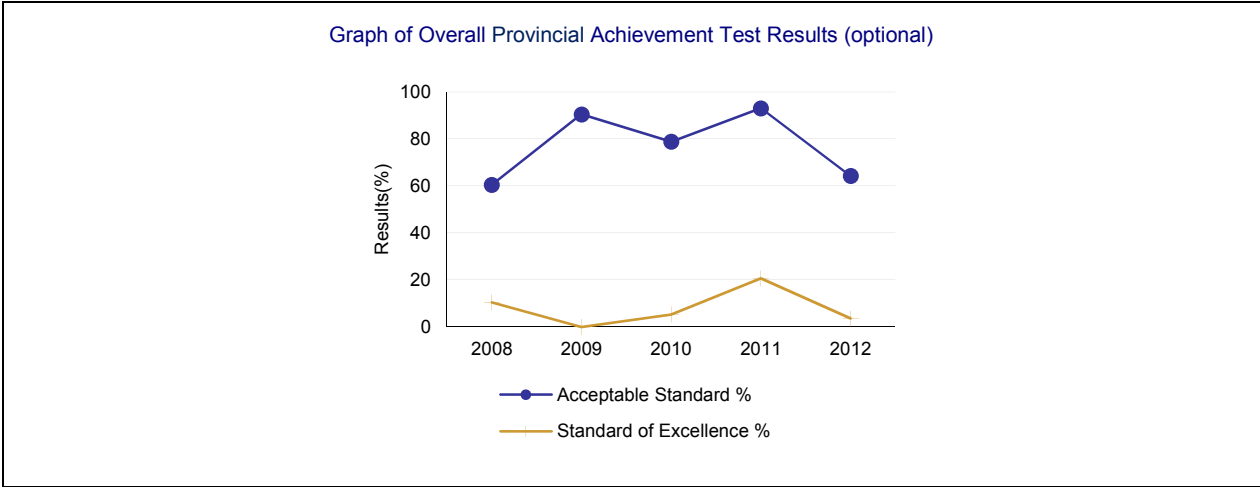 Graph of Overall Provincial Achievement Test Results (optional)
100
80
60
40
20
0
Results(%)
2008 2009 2010 2011 2012
Acceptable Standard %
Standard of Excellence %